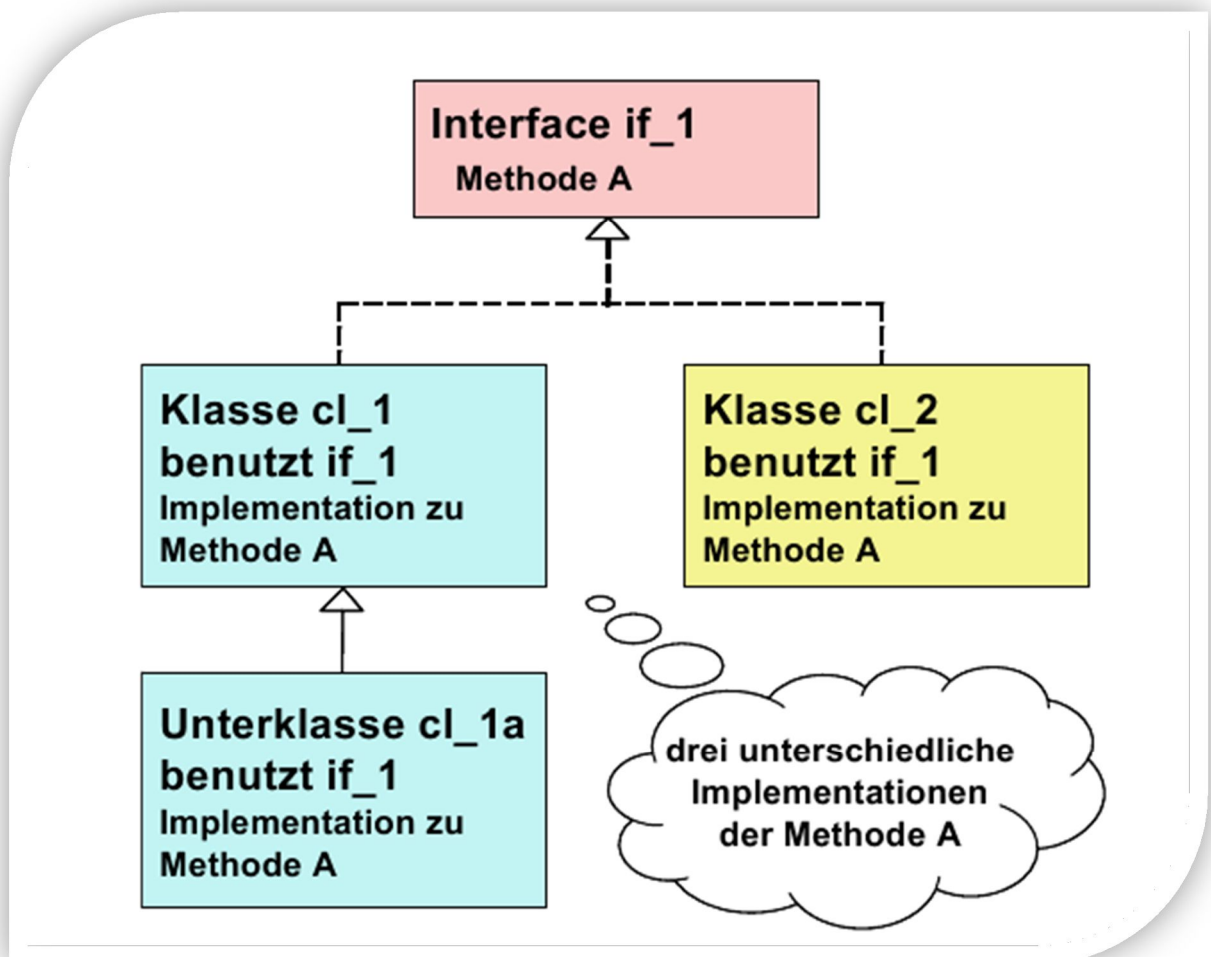 Interface if_1
Methode A
Klasse cl_1
benutzt if_1
Implementation zu
Methode A
Klasse cl_2
benutzt if_1
Implementation zu
Methode A
Unterklasse cl_1a
benutzt if_1
Implementation zu
Methode A
drei unterschiedliche
Implementationen
der Methode A